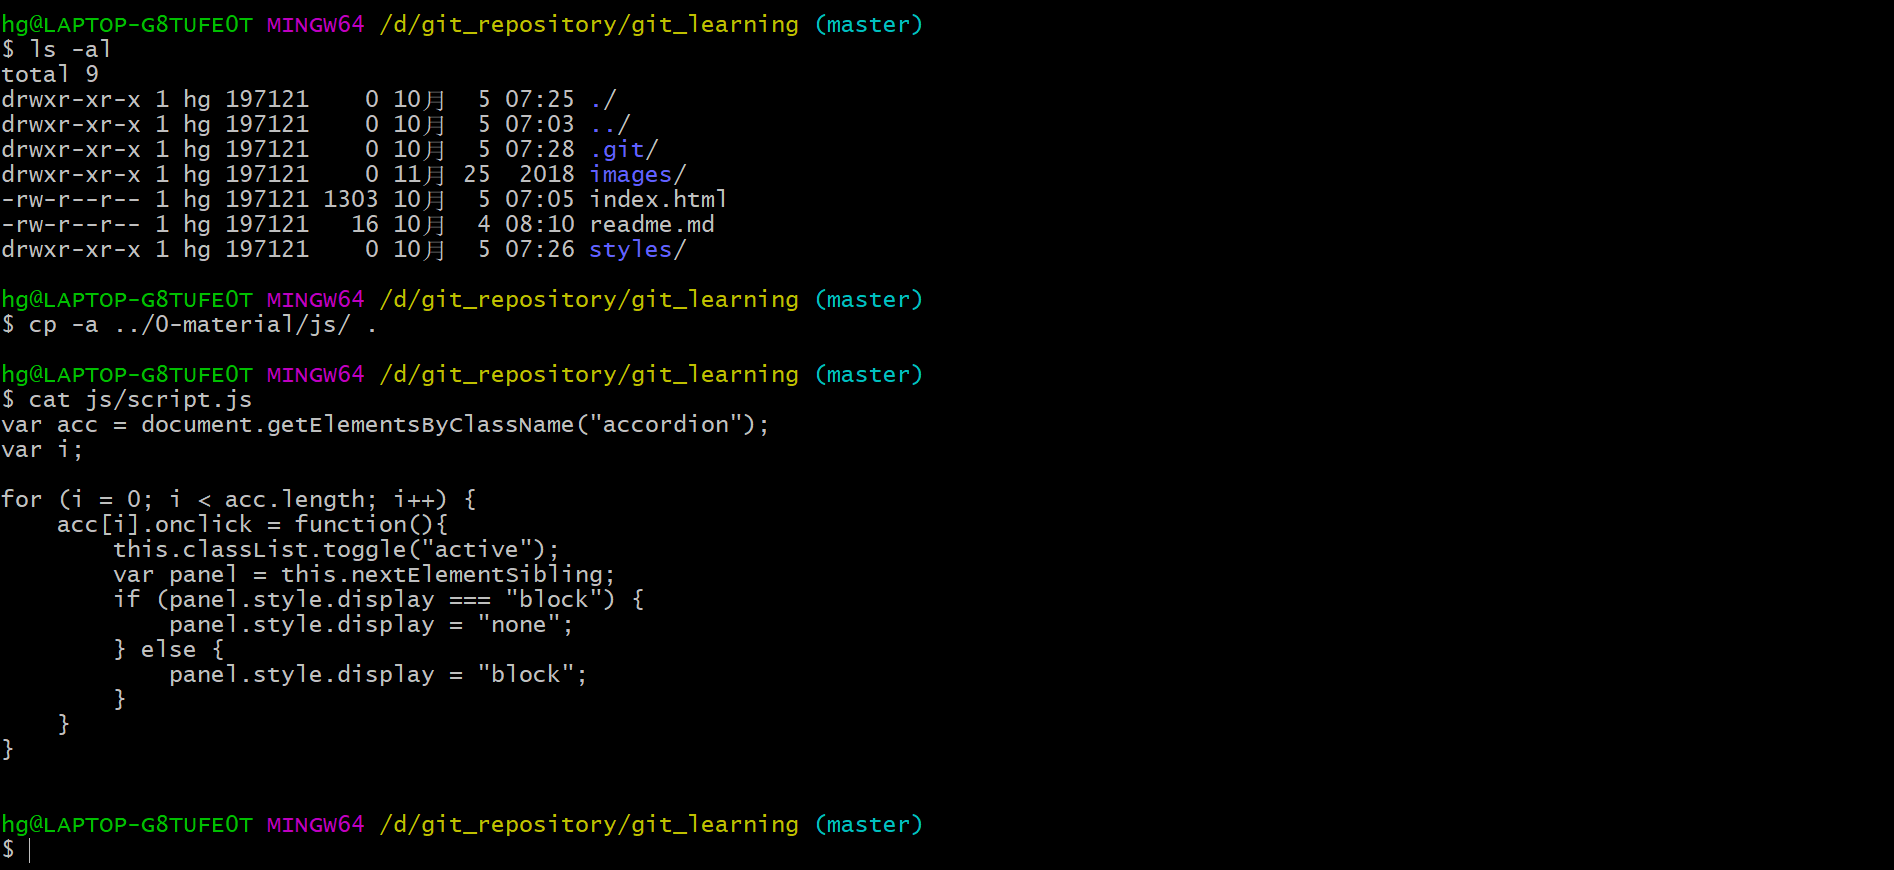 hg@LAPTOP-G8TUFE0T MINGW64 /d/git_repository/git_learning (master)
$ ls -al
total 9
drwxr-xr-x 1 hg 197121    0 10月  5 07:25 ./
drwxr-xr-x 1 hg 197121    0 10月  5 07:03 ../
drwxr-xr-x 1 hg 197121    0 10月  5 07:28 .git/
drwxr-xr-x 1 hg 197121    0 11月 25  2018 images/
-rw-r--r-- 1 hg 197121 1303 10月  5 07:05 index.html
-rw-r--r-- 1 hg 197121   16 10月  4 08:10 readme.md
drwxr-xr-x 1 hg 197121    0 10月  5 07:26 styles/
hg@LAPTOP-G8TUFE0T MINGW64 /d/git_repository/git_learning (master)
$ cp -a ../0-material/js/ .
hg@LAPTOP-G8TUFE0T MINGW64 /d/git_repository/git_learning (master)
$ cat js/script.js
var acc = document.getElementsByClassName("accordion");
var i;
for (i = 0; i < acc.length; i++) {
    acc[i].onclick = function(){
        this.classList.toggle("active");
        var panel = this.nextElementSibling;
        if (panel.style.display === "block") {
            panel.style.display = "none";
        } else {
            panel.style.display = "block";
        }
    }
}
hg@LAPTOP-G8TUFE0T MINGW64 /d/git_repository/git_learning (master)
$